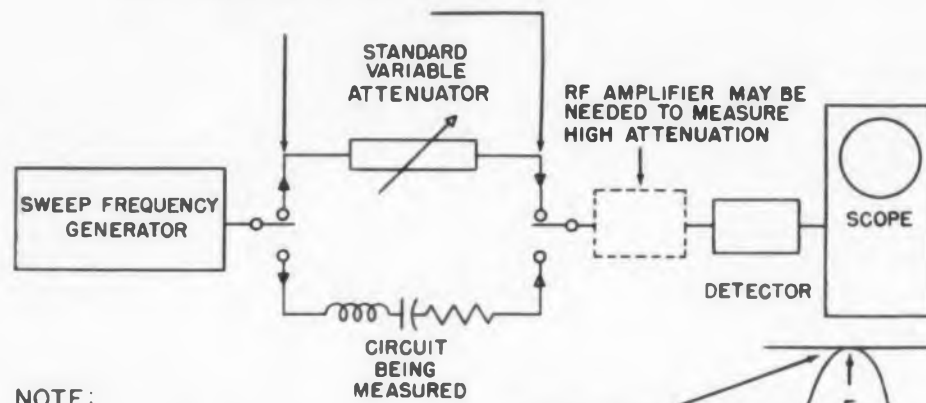 STANDARD
VARIABLE
ATTENUATOR
RF AMPLIFIER MAY BE
NEEDED TO MEASURE
HIGH ATTENUATION
SWEEP FREQUENCY
GENERATOR
SCOPE
DETECTOR
CIRCUIT
BEING
MEASURED
NOTE: